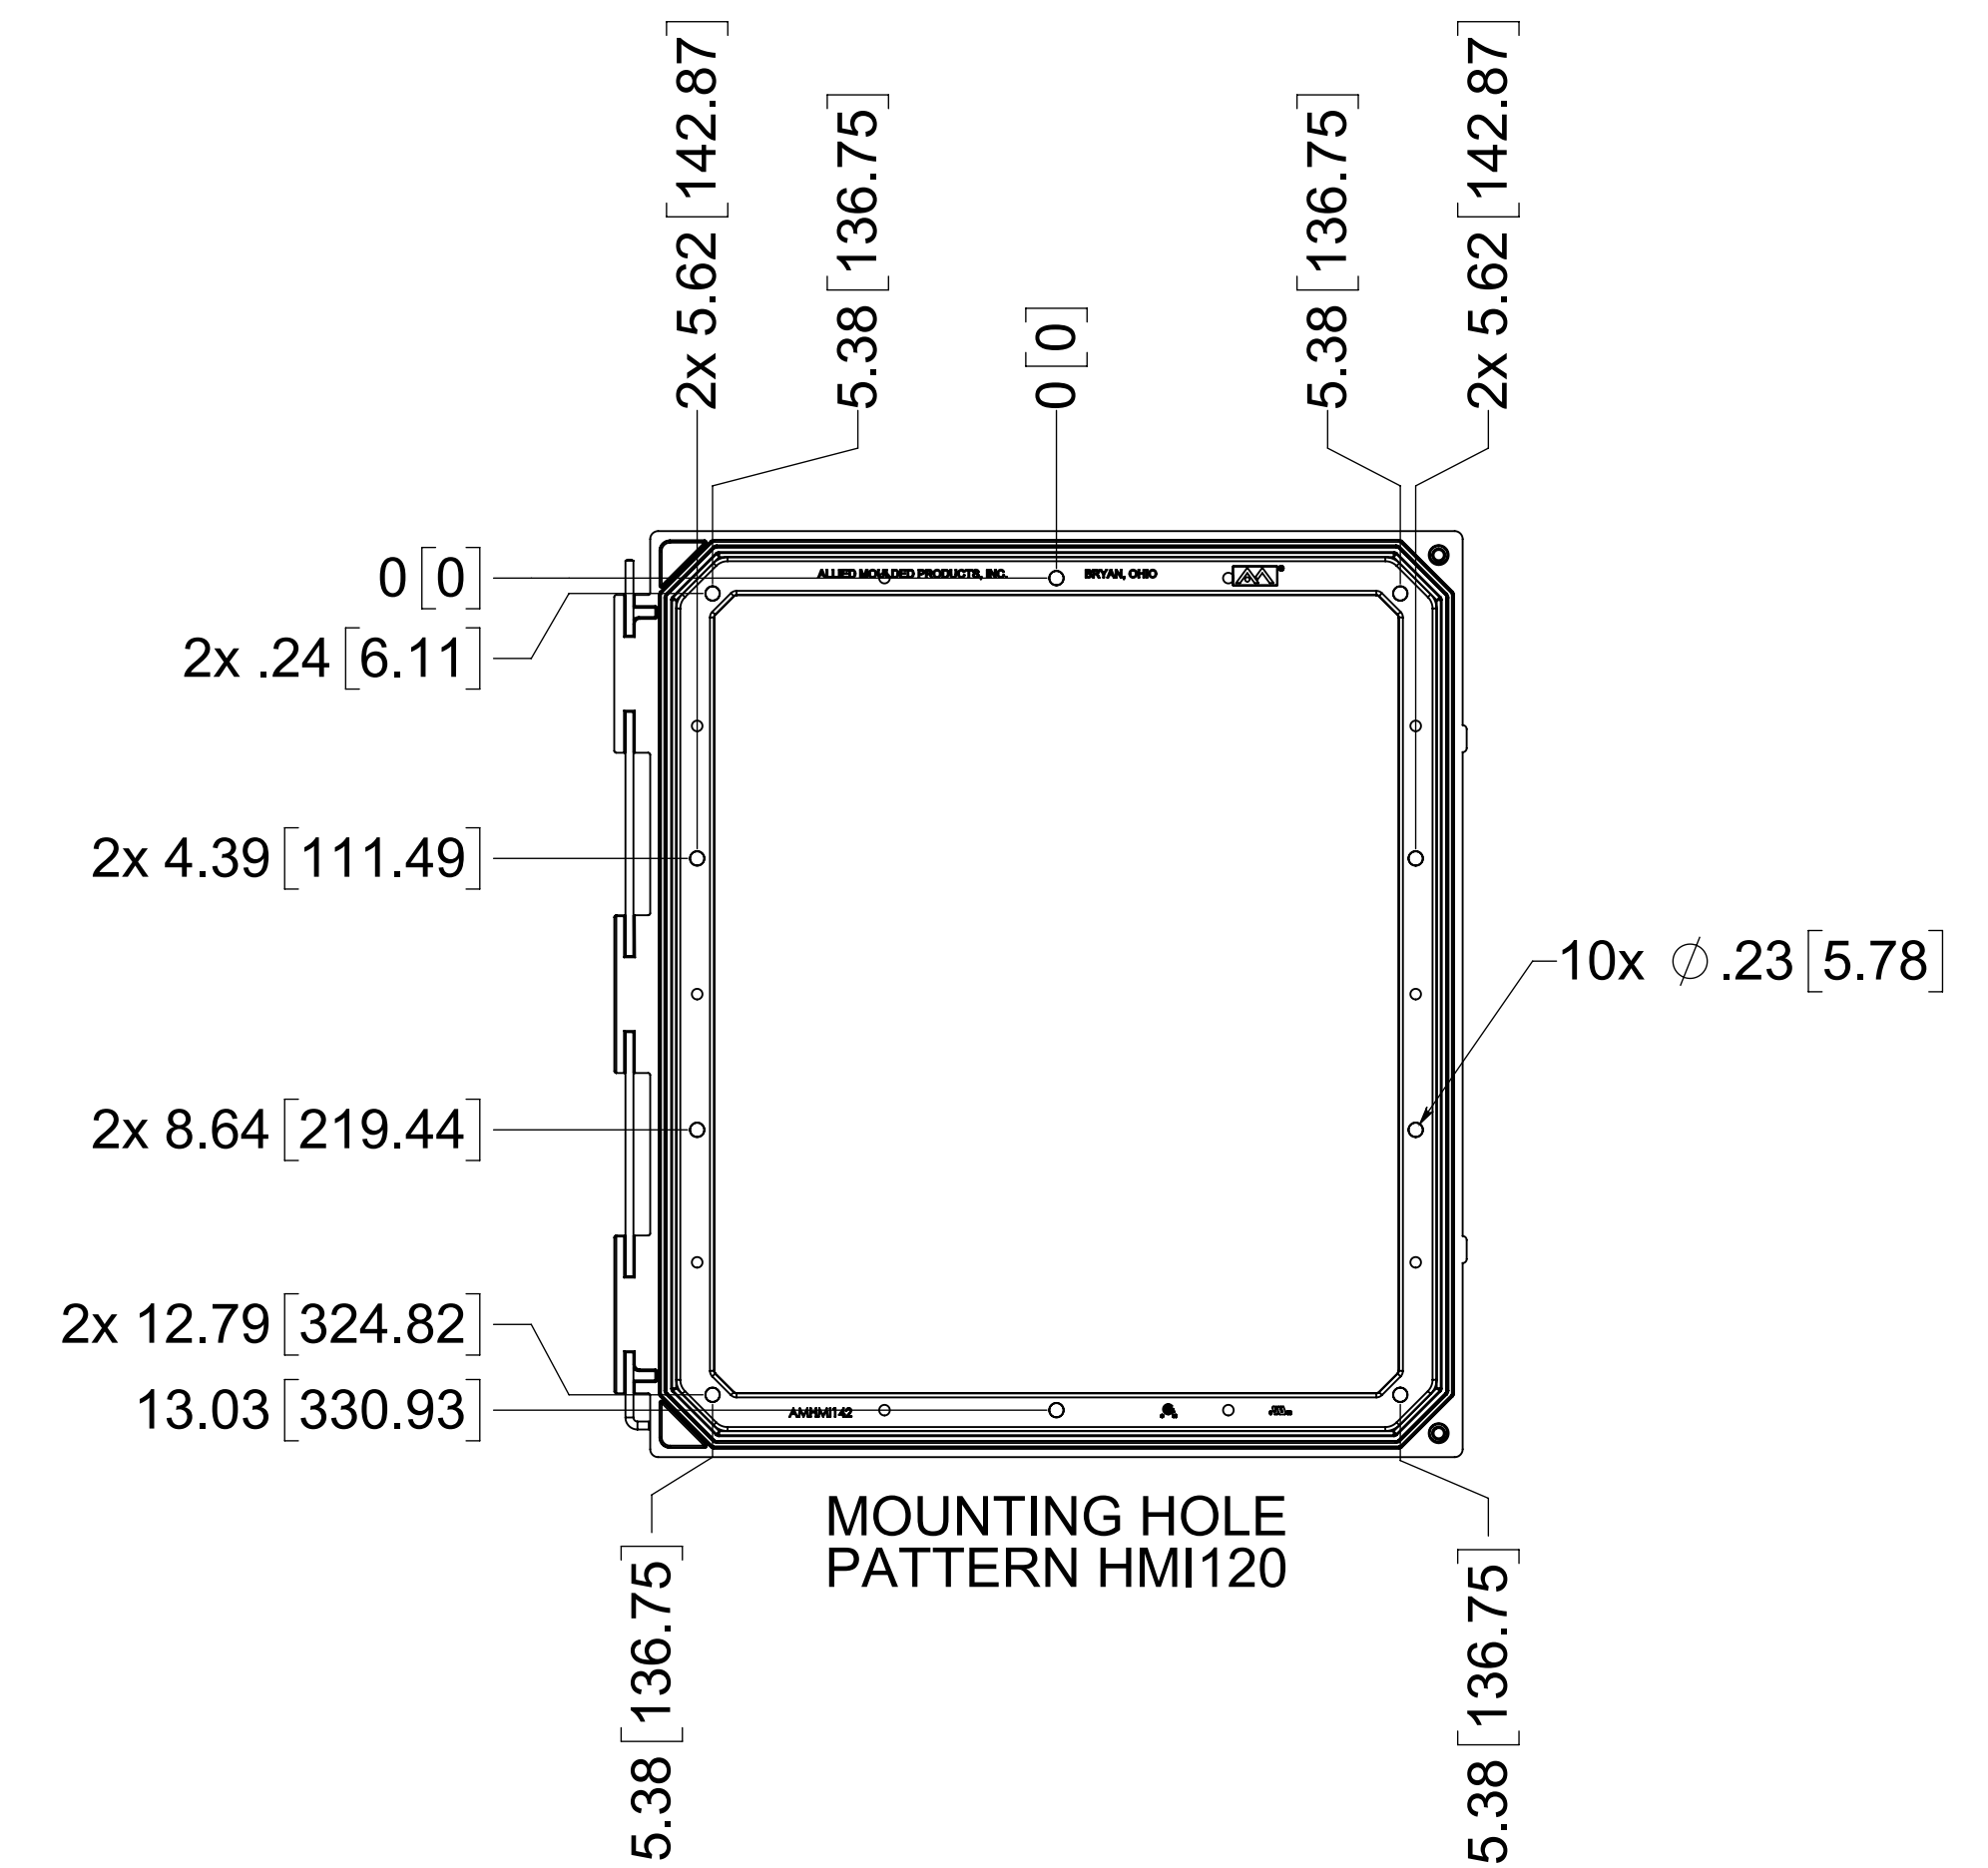 2x 5.62 [142.87]
5.38 [136.75]
0 [0]
5.38 [136.75]
2x 5.62 [142.87]
0 [0]
ALLIED MOULDED PRODUCTS, INC.
BRYAN, OHIO
®
2x .24 [6.11]
2x 4.39 [111.49]
10x ∅ .23 [5.78]
2x 8.64 [219.44]
2x 12.79 [324.82]
13.03 [330.93]
AMHMI142
MOUNTING HOLE
PATTERN HMI120
5.38 [136.75]
5.38 [136.75]